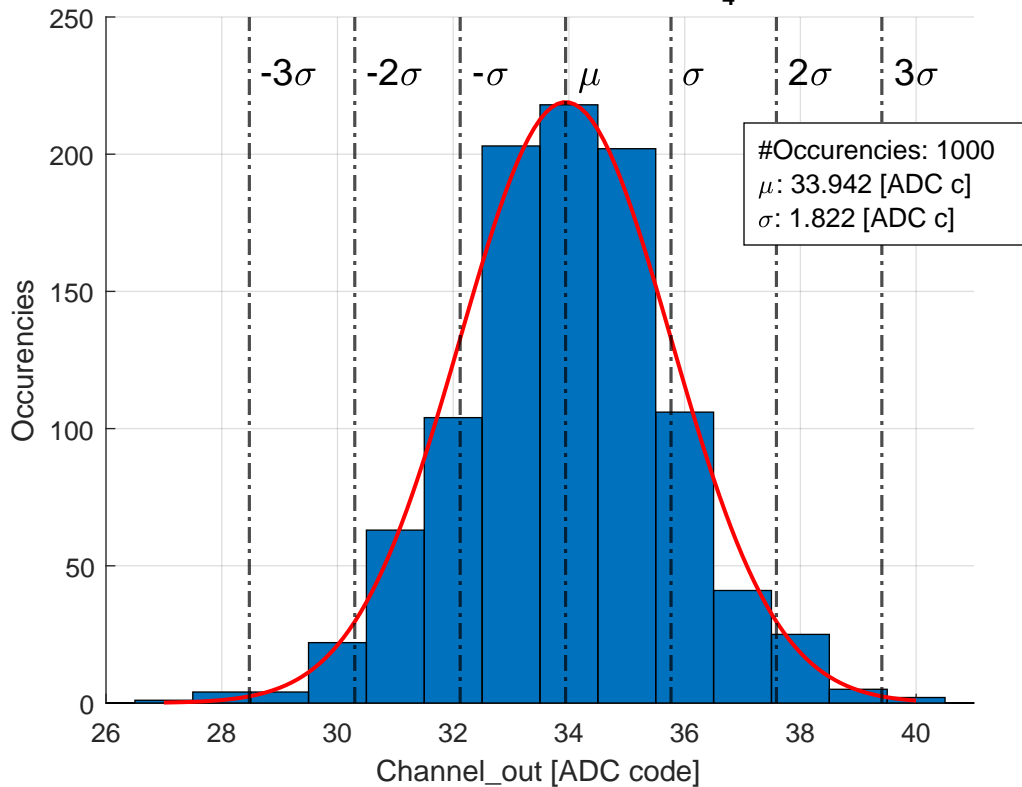 4
250
200
150
100
50
0
-3σ
-2σ
-σ
μ
σ
2σ
3σ
#Occurencies: 1000
μ: 33.942 [ADC c]
σ: 1.822 [ADC c]
Occurencies
26
28
30
32
34
36
38
40
Channel_out [ADC code]